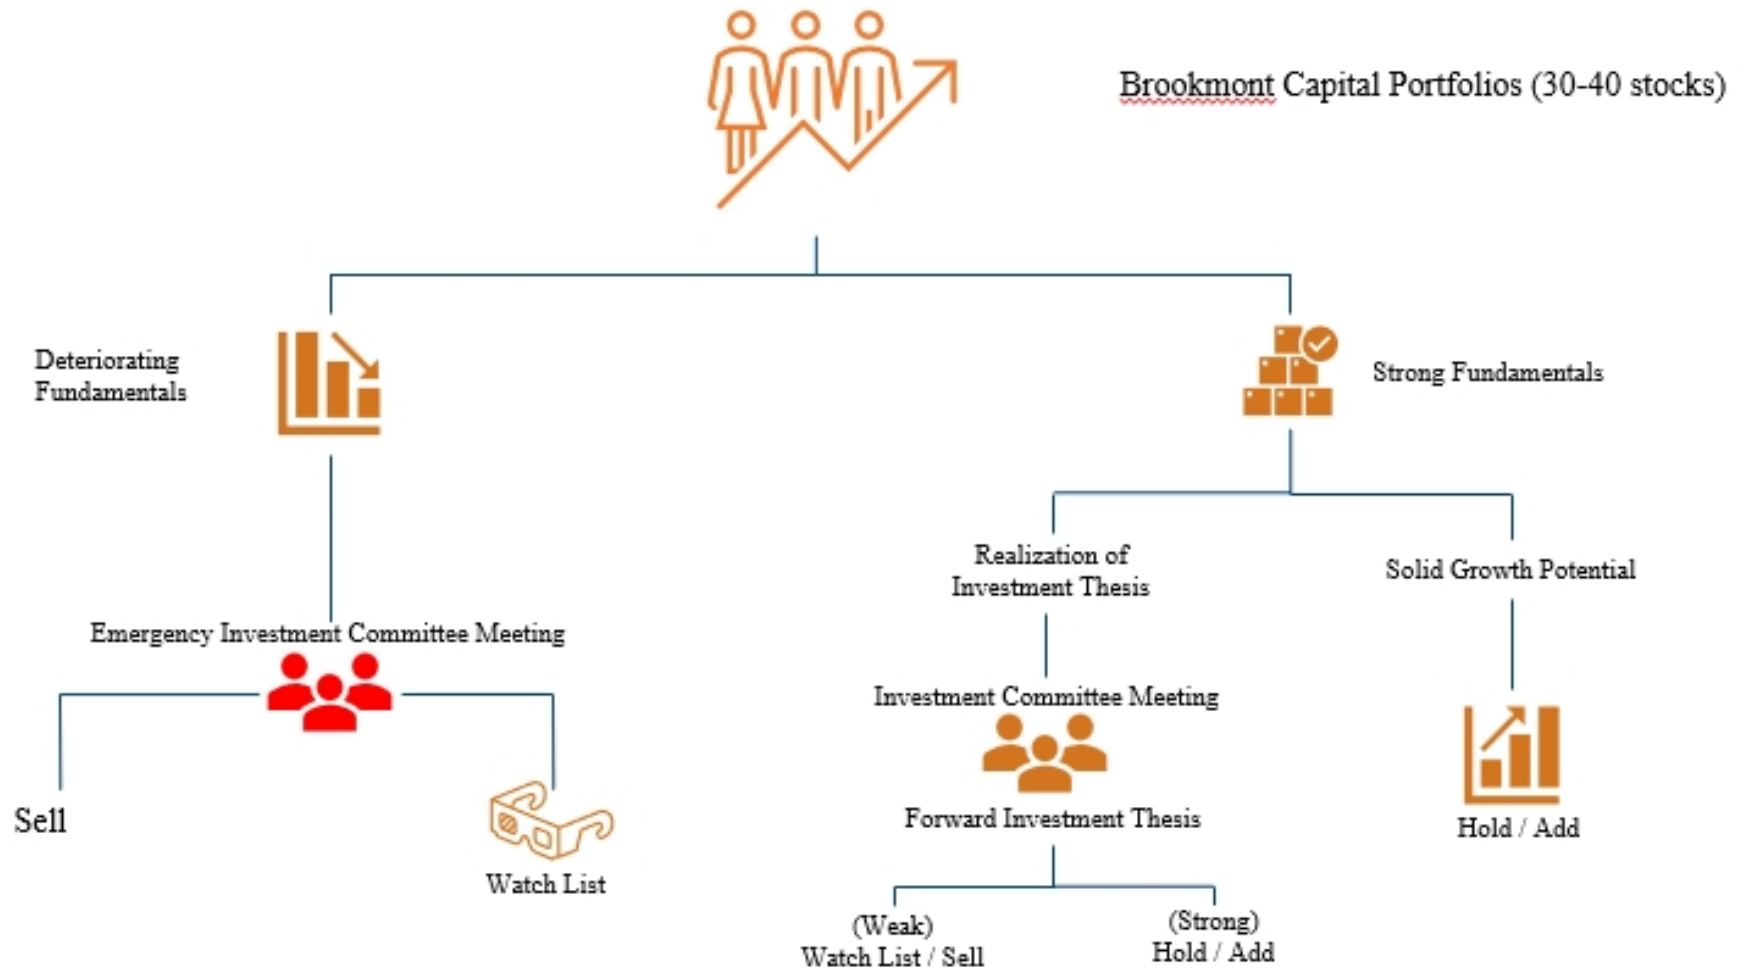 Brookmont Capital Portfolios (30-40 stocks)
Deteriorating
Fundamentals
Strong Fundamentals
Realization of
Investment Thesis
Solid Growth Potential
Emergency Investment Committee Meeting
Investment Committee Meeting
Sell
Watch List
Forward Investment Thesis
Hold / Add
(Weak)
Watch List / Sell
(Strong)
Hold / Add